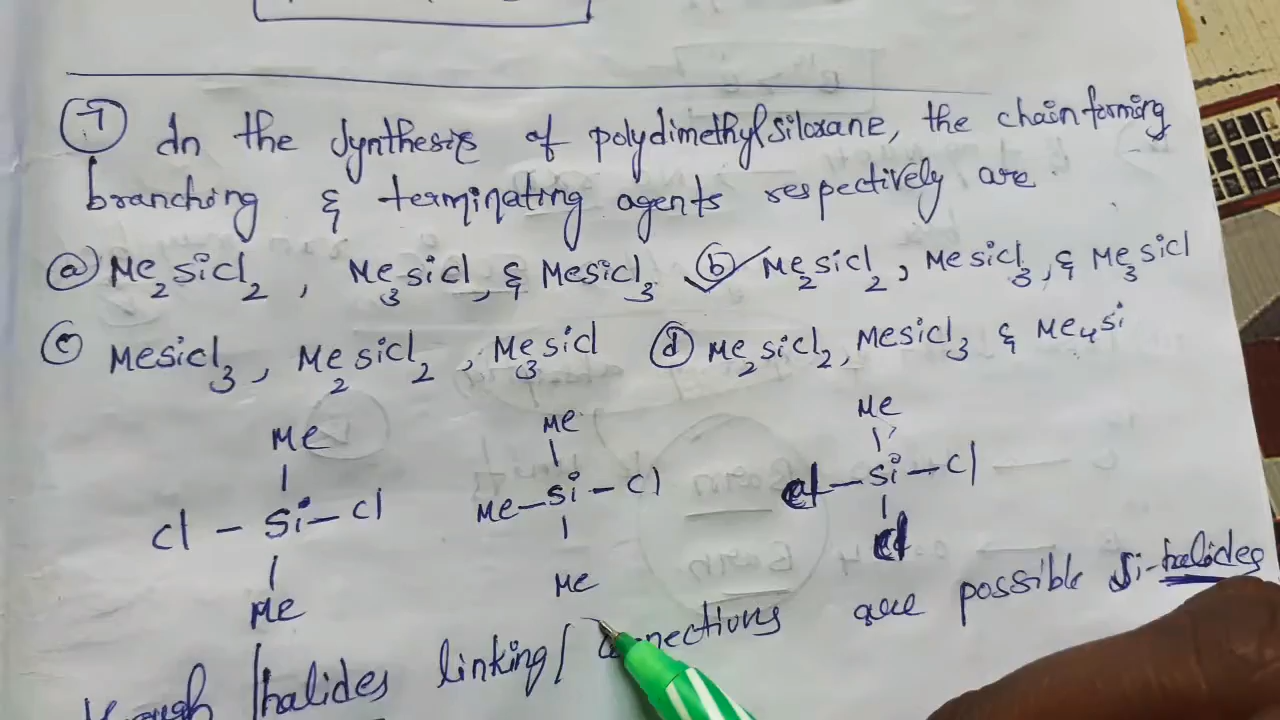 7 In the synthesis of polydimethylsiloxane, the chain forming
branching & terminating agents respectively are
a Me2SiCl2, Me3SiCl, & MeSiCl3 b Me2SiCl2, MeSiCl3, & Me3SiCl
c MeSiCl3, Me2SiCl2, Me3SiCl d Me2SiCl2, MeSiCl3 & Me4Si
Me Me Me
Cl - Si - Cl Me - Si - Cl Cl - Si - Cl
Me Me Cl
halides linking / connections are possible Si-halides